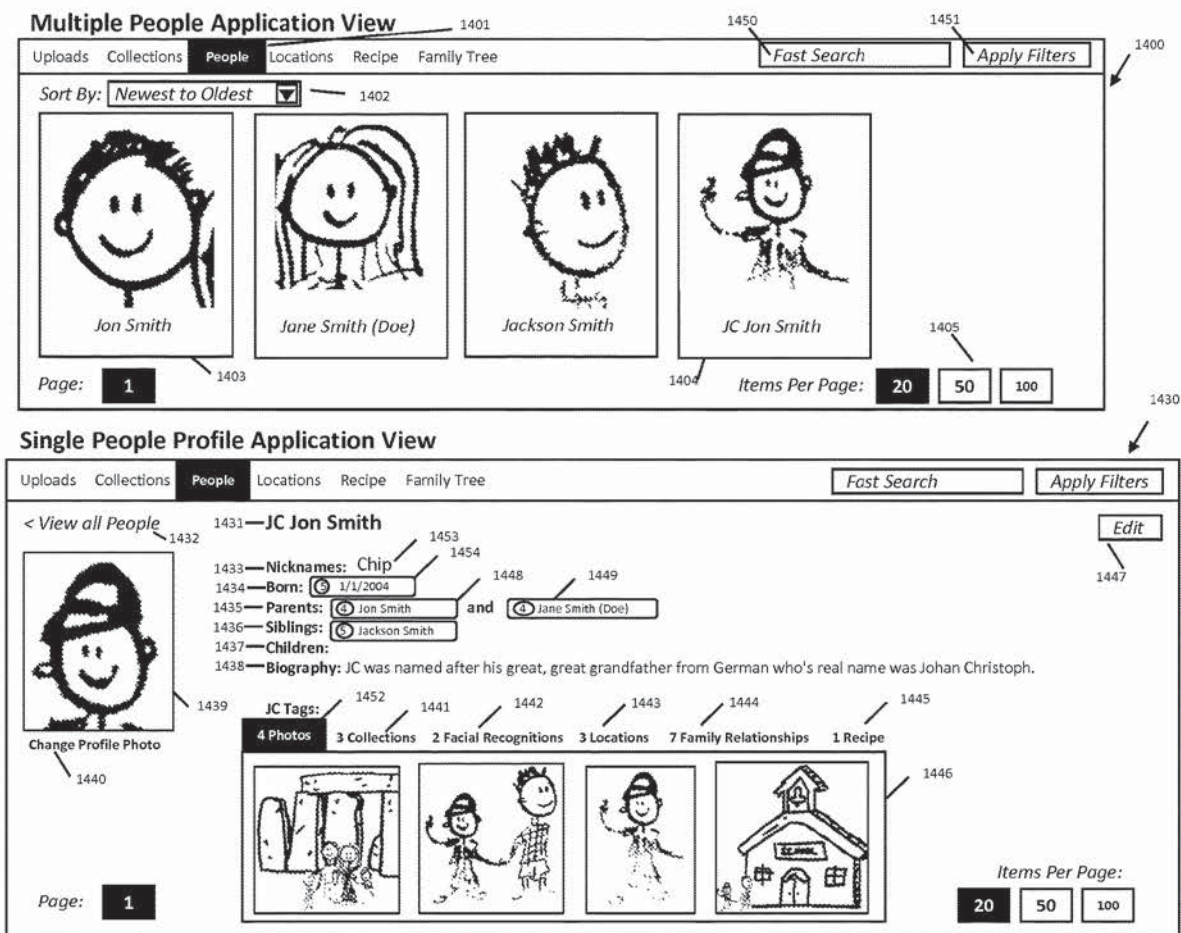 Multiple People Application View
1401
1450
1451
1400
Uploads Collections People Locations Recipe Family Tree Fast Search Apply Filters
Sort By: Newest to Oldest
1402
Jon Smith Jane Smith (Doe) Jackson Smith JC Jon Smith
1403
1404
1405
Page: 1 Items Per Page: 20 50 100
1430
Single People Profile Application View
Uploads Collections People Locations Recipe Family Tree Fast Search Apply Filters
< View all People
1432
1431 JC Jon Smith
Edit
1447
1453
1454
1433 Nicknames: Chip
1434 Born: 5 1/1/2004
1448
1449
1435 Parents: 4 Jon Smith and 4 Jane Smith (Doe)
1436 Siblings: 5 Jackson Smith
1437 Children:
1438 Biography: JC was named after his great, great grandfather from German who's real name was Johan Christoph.
1439
Change Profile Photo
1440
JC Tags:
1452
1441
1442
1443
1444
1445
4 Photos 3 Collections 2 Facial Recognitions 3 Locations 7 Family Relationships 1 Recipe
1446
Page: 1
Items Per Page:
20 50 100